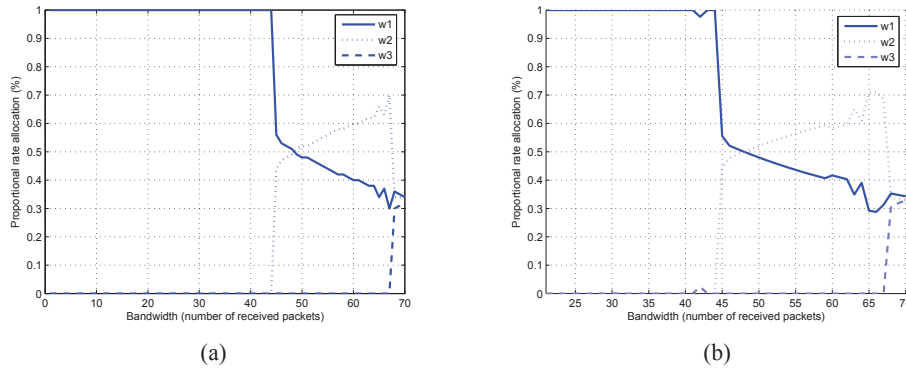 1
0.9
0.8
0.7
0.6
0.5
0.4
0.3
0.2
0.1
0
Proportional rate allocation (%)
w1
w2
w3
0 10 20 30 40 50 60 70
Bandwidth (number of received packets)
(a)
1
0.9
0.8
0.7
0.6
0.5
0.4
0.3
0.2
0.1
0
Proportional rate allocation (%)
w1
w2
w3
25 30 35 40 45 50 55 60 65 70
Bandwidth (number of received packets)
(b)